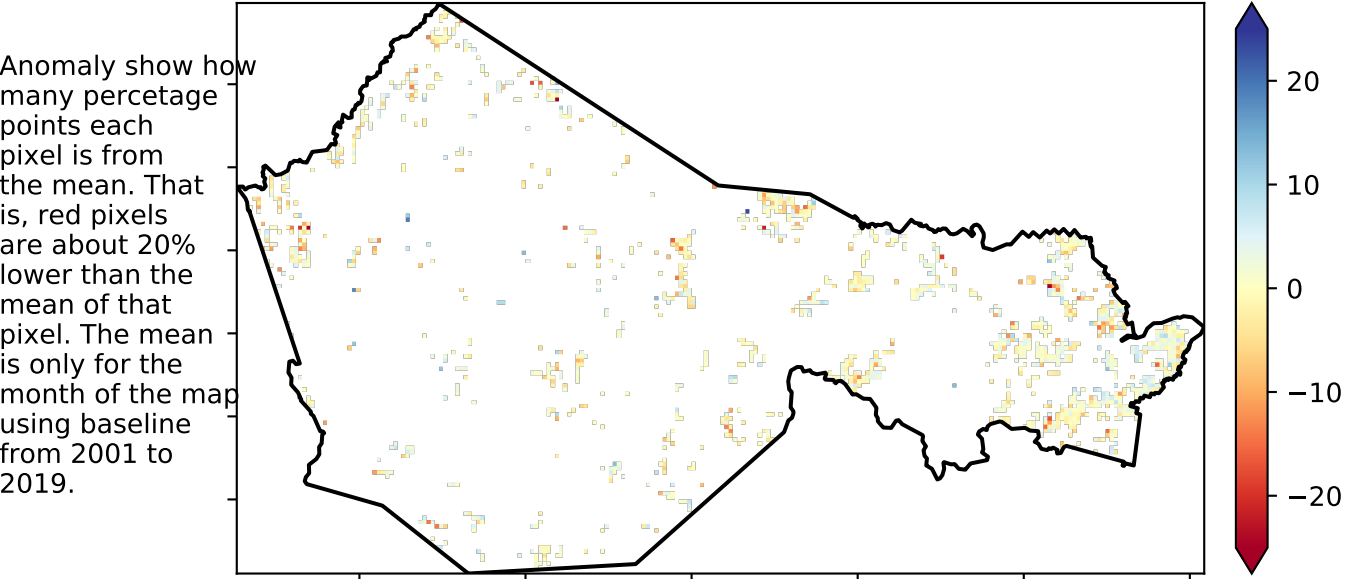 Anomaly show how
many percetage
points each
pixel is from
the mean. That
is, red pixels
are about 20%
lower than the
mean of that
pixel. The mean
is only for the
month of the map
using baseline
from 2001 to
2019.
20
10
0
−10
−20